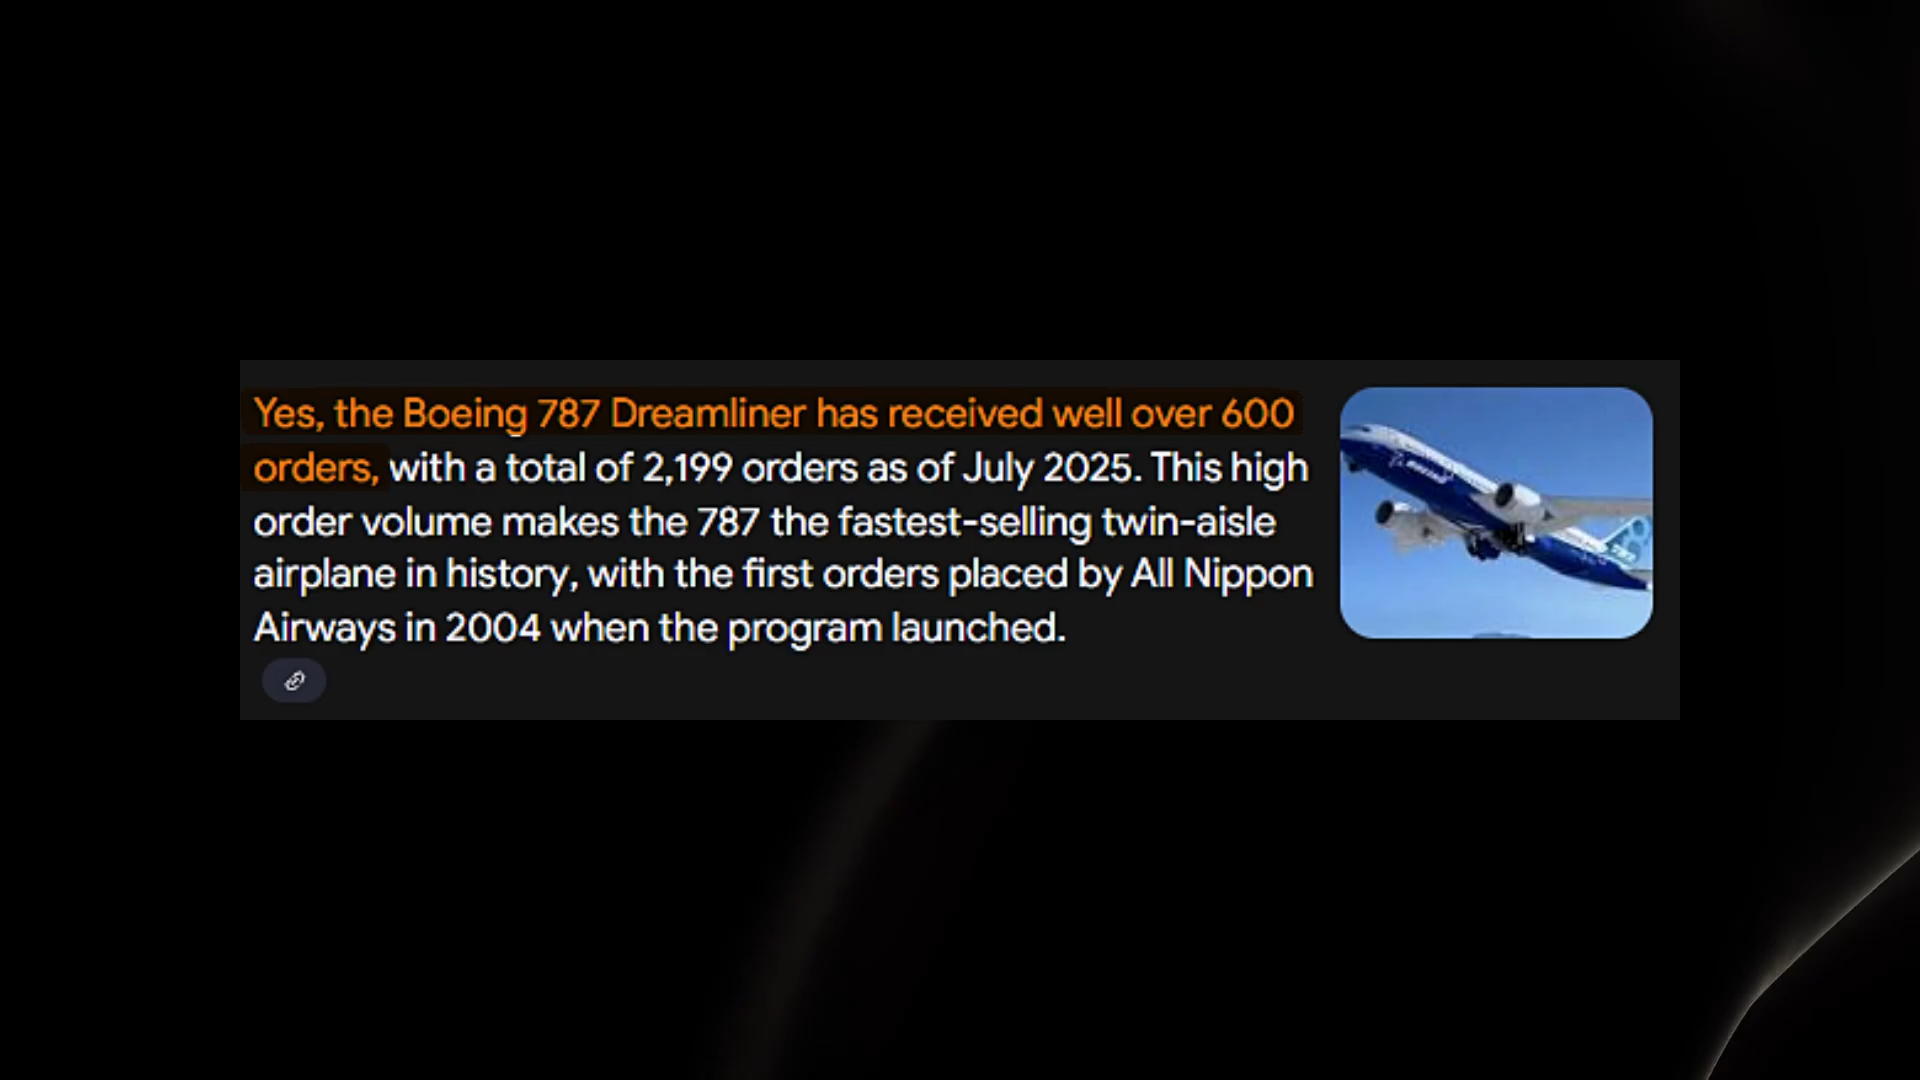 Yes, the Boeing 787 Dreamliner has received well over 600
orders, with a total of 2,199 orders as of July 2025. This high
order volume makes the 787 the fastest-selling twin-aisle
airplane in history, with the first orders placed by All Nippon
Airways in 2004 when the program launched.